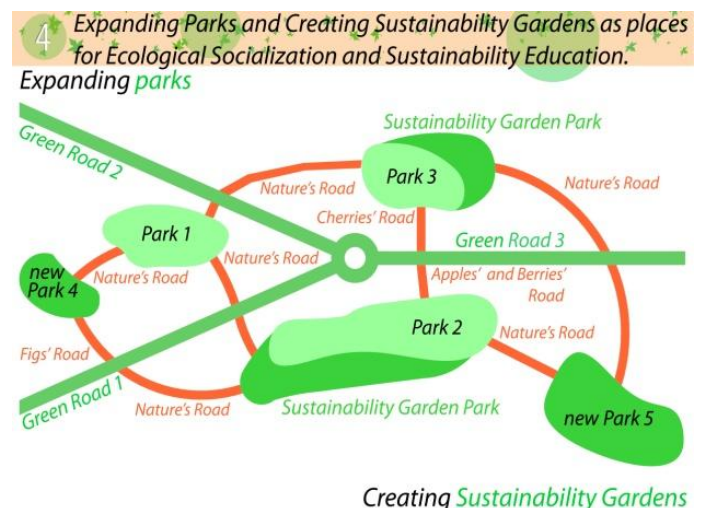 4 Expanding Parks and Creating Sustainability Gardens as places
for Ecological Socialization and Sustainability Education.
Expanding parks
Green Road 2
Sustainability Garden Park
Nature's Road
Park 3
Nature's Road
Cherries' Road
Park 1
Nature's Road
Green Road 3
new
Park 4
Nature's Road
Apples' and Berries'
Road
Park 2
Nature's Road
Figs' Road
Green Road 1
Nature's Road
Sustainability Garden Park
new Park 5
Creating Sustainability Gardens